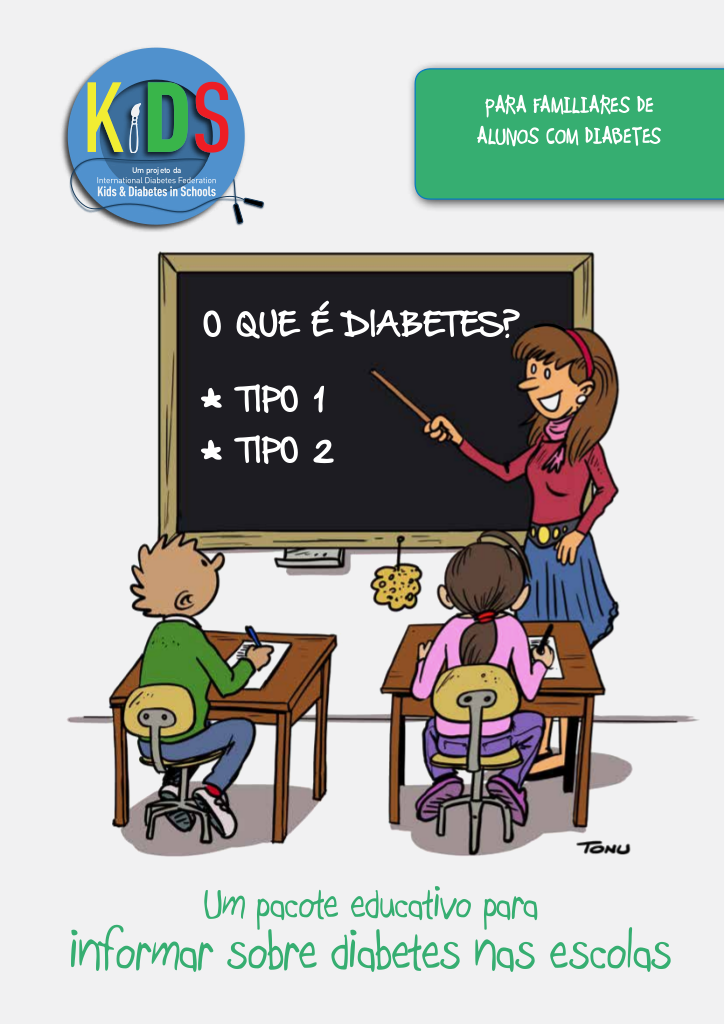 KiDS
Um projeto da
International Diabetes Federation
Kids & Diabetes in Schools
PARA FAMILIARES DE
ALUNOS COM DIABETES
O QUE É DIABETES?
* TIPO 1
* TIPO 2
TONU
Um pacote educativo para
informar sobre diabetes nas escolas